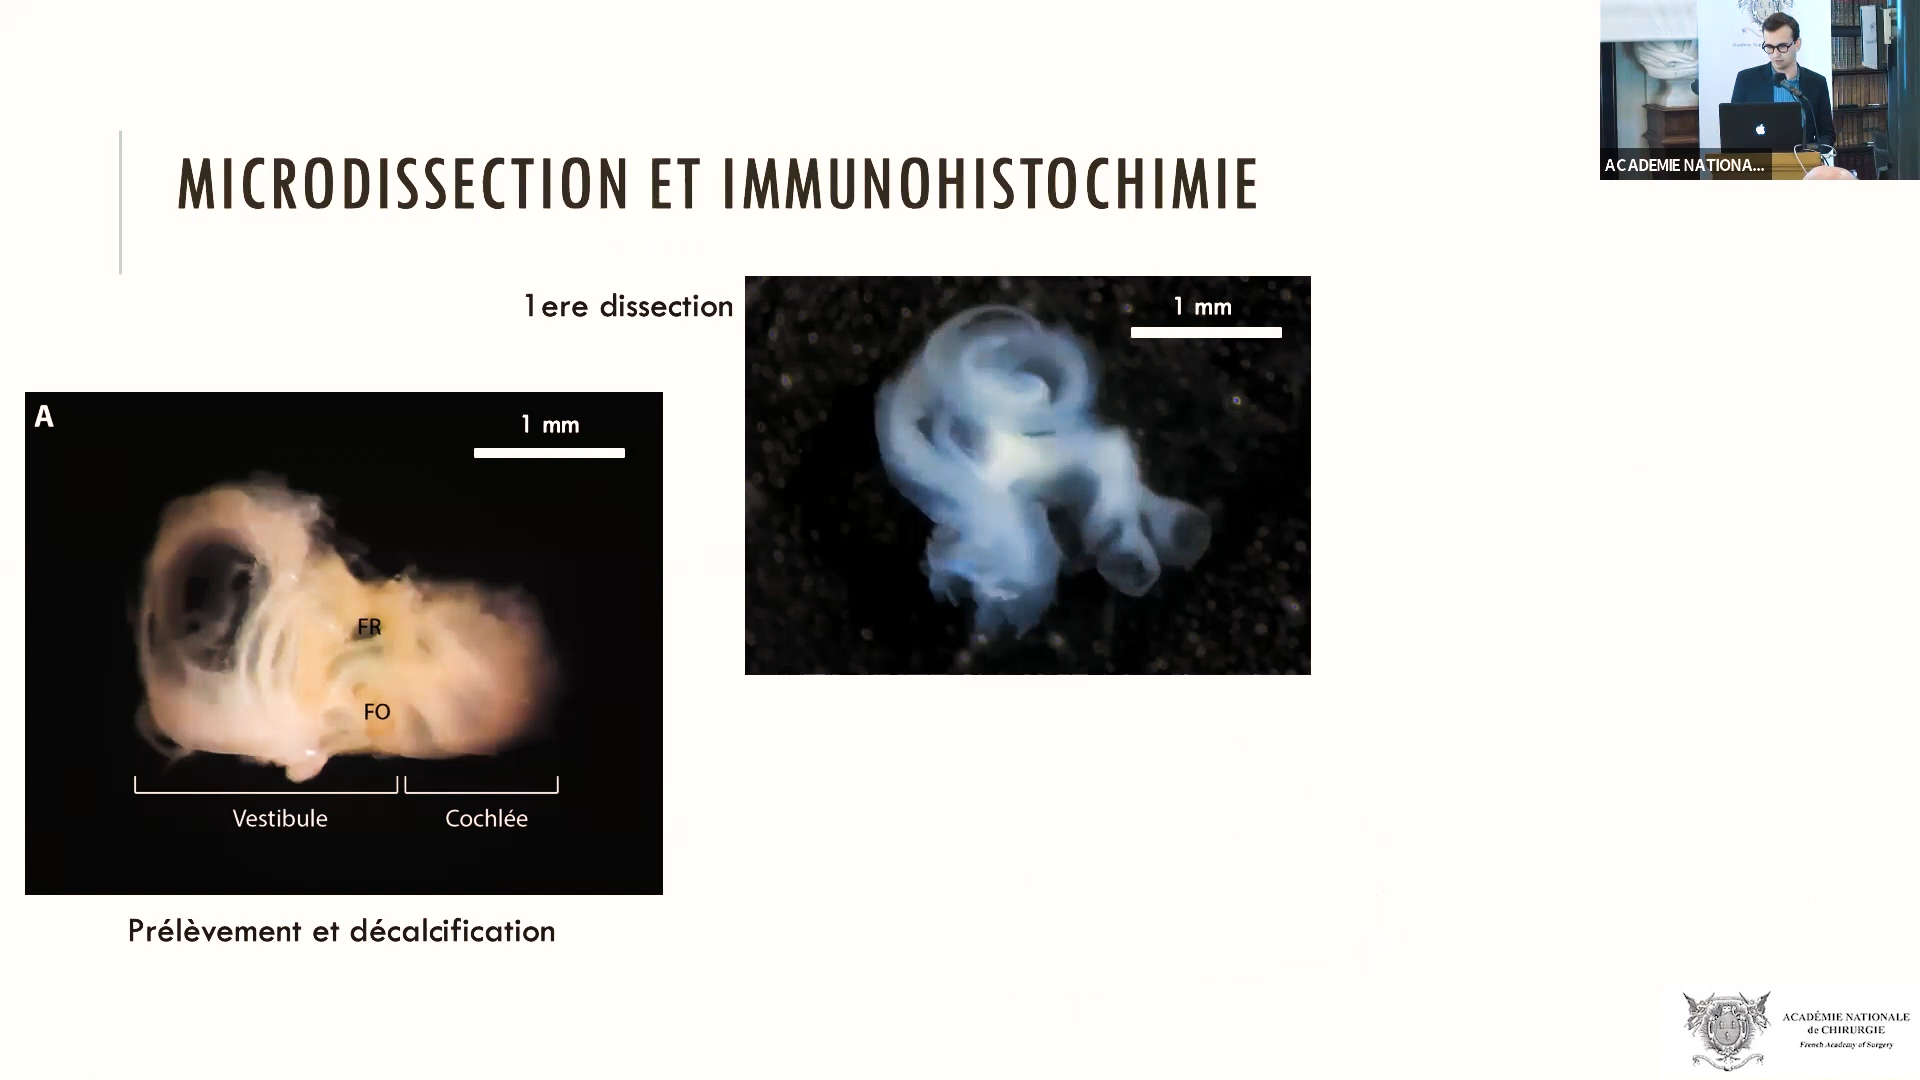 ACADEMIE NATIONA...
MICRODISSECTION ET IMMUNOHISTOCHIMIE
1ere dissection
1 mm
A
1 mm
FR
FO
Vestibule
Cochlée
Prélèvement et décalcification
ACADÉMIE NATIONALE
de CHIRURGIE
French Academy of Surgery